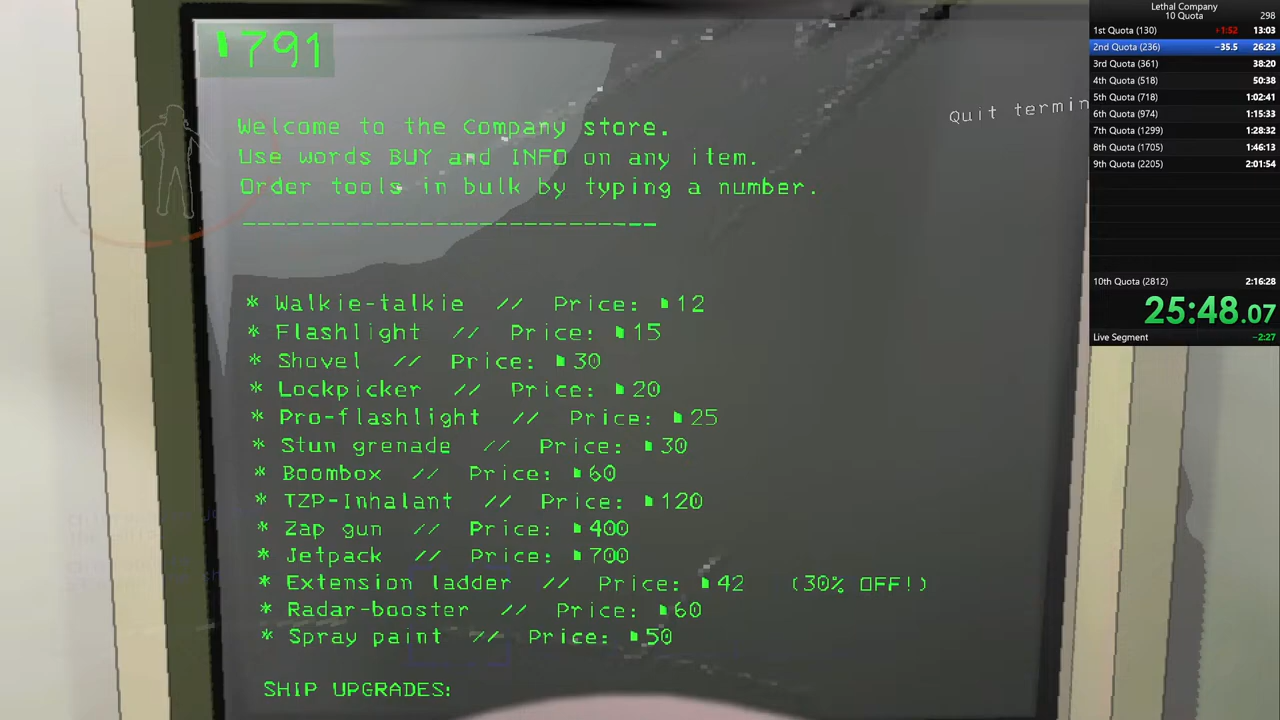 791
Quit termin
Welcome to the Company store.
Use words BUY and INFO on any item.
Order tools in bulk by typing a number.
* Walkie-talkie // Price: 12
* Flashlight // Price: 15
* Shovel // Price: 30
* Lockpicker // Price: 20
* Pro-flashlight // Price: 25
* Stun grenade // Price: 30
* Boombox // Price: 60
* TZP-Inhalant // Price: 120
* Zap gun // Price: 400
* Jetpack // Price: 700
* Extension ladder // Price: 42 (30% OFF!)
* Radar-booster // Price: 60
* Spray paint // Price: 50
SHIP UPGRADES:
Lethal Company
10 Quota 298
1st Quota (130) +1:52 13:03
2nd Quota (236) −35.5 26:23
3rd Quota (361) 38:20
4th Quota (518) 50:38
5th Quota (718) 1:02:41
6th Quota (974) 1:15:33
7th Quota (1299) 1:28:32
8th Quota (1705) 1:46:13
9th Quota (2205) 2:01:54
10th Quota (2812) 2:16:28
25:48.07
Live Segment −2:27